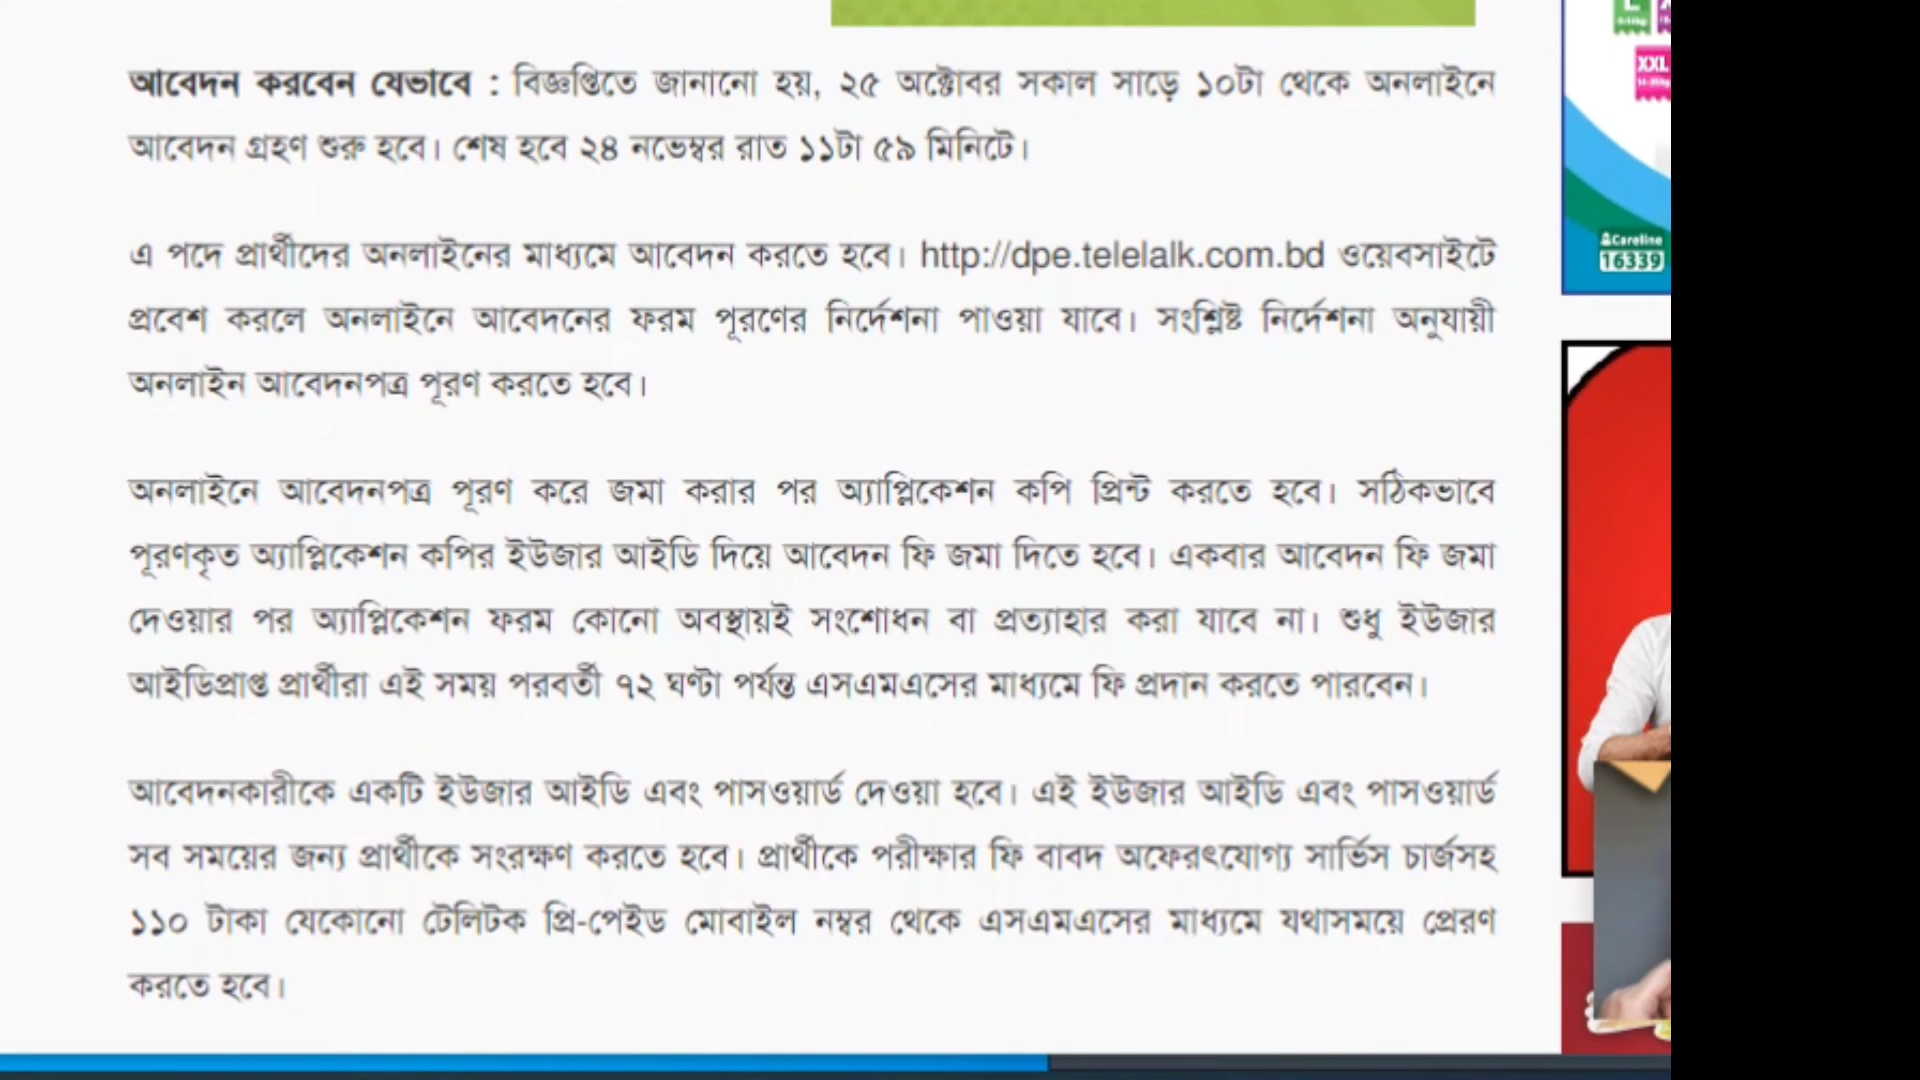 আবেদন করবেন যেভাবে : বিজ্ঞপ্তিতে জানানো হয়, ২৫ অক্টোবর সকাল সাড়ে ১০টা থেকে অনলাইনে
আবেদন গ্রহণ শুরু হবে। শেষ হবে ২৪ নভেম্বর রাত ১১টা ৫৯ মিনিটে।
এ পদে প্রার্থীদের অনলাইনের মাধ্যমে আবেদন করতে হবে। http://dpe.telelalk.com.bd ওয়েবসাইটে
প্রবেশ করলে অনলাইনে আবেদনের ফরম পূরণের নির্দেশনা পাওয়া যাবে। সংশ্লিষ্ট নির্দেশনা অনুযায়ী
অনলাইন আবেদনপত্র পূরণ করতে হবে।
অনলাইনে আবেদনপত্র পূরণ করে জমা করার পর অ্যাপ্লিকেশন কপি প্রিন্ট করতে হবে। সঠিকভাবে
পূরণকৃত অ্যাপ্লিকেশন কপির ইউজার আইডি দিয়ে আবেদন ফি জমা দিতে হবে। একবার আবেদন ফি জমা
দেওয়ার পর অ্যাপ্লিকেশন ফরম কোনো অবস্থায়ই সংশোধন বা প্রত্যাহার করা যাবে না। শুধু ইউজার
আইডিপ্রাপ্ত প্রার্থীরা এই সময় পরবর্তী ৭২ ঘণ্টা পর্যন্ত এসএমএসের মাধ্যমে ফি প্রদান করতে পারবেন।
আবেদনকারীকে একটি ইউজার আইডি এবং পাসওয়ার্ড দেওয়া হবে। এই ইউজার আইডি এবং পাসওয়ার্ড
সব সময়ের জন্য প্রার্থীকে সংরক্ষণ করতে হবে। প্রার্থীকে পরীক্ষার ফি বাবদ অফেরৎযোগ্য সার্ভিস চার্জসহ
১১০ টাকা যেকোনো টেলিটক প্রি-পেইড মোবাইল নম্বর থেকে এসএমএসের মাধ্যমে যথাসময়ে প্রেরণ
করতে হবে।
L
XXL
Careline
16339